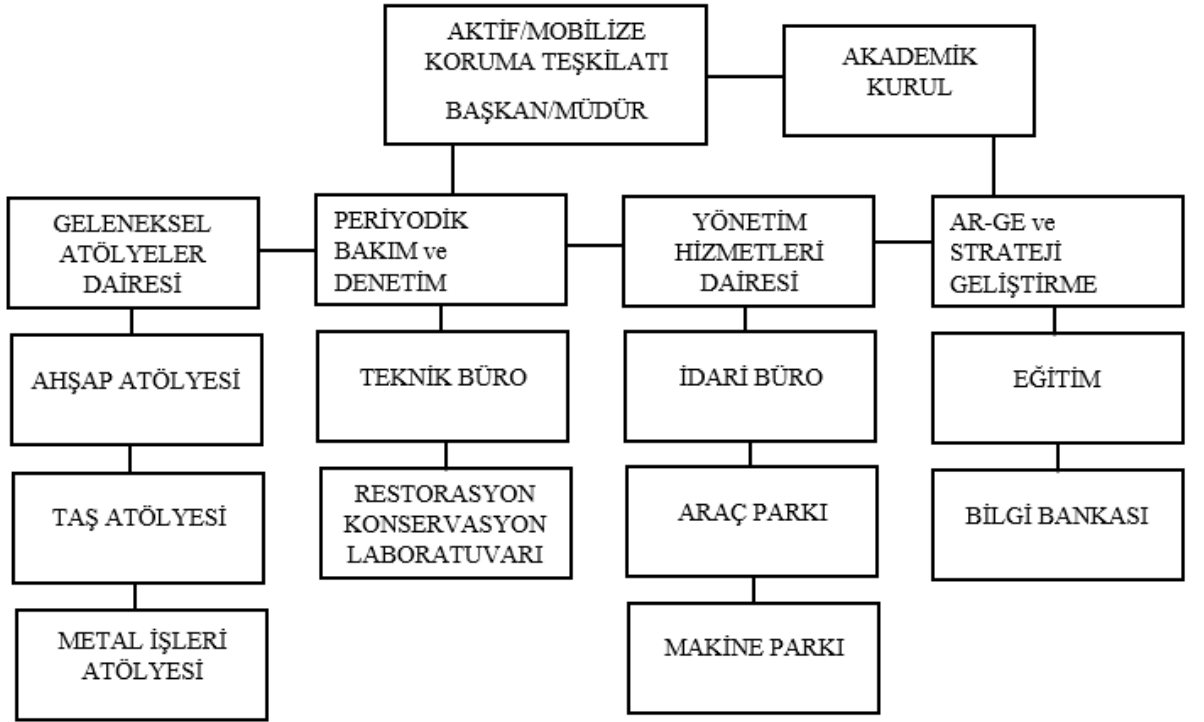 AKTİF/MOBİLİZE
KORUMA TEŞKİLATI
BAŞKAN/MÜDÜR
AKADEMİK
KURUL
GELENEKSEL
ATÖLYELER
DAİRESİ
PERİYODİK
BAKIM ve
DENETİM
YÖNETİM
HİZMETLERİ
DAİRESİ
AR-GE ve
STRATEJİ
GELİŞTİRME
AHŞAP ATÖLYESİ
TEKNİK BÜRO
İDARİ BÜRO
EĞİTİM
TAŞ ATÖLYESİ
RESTORASYON
KONSERVASYON
LABORATUVARI
ARAÇ PARKI
BİLGİ BANKASI
METAL İŞLERİ
ATÖLYESİ
MAKİNE PARKI